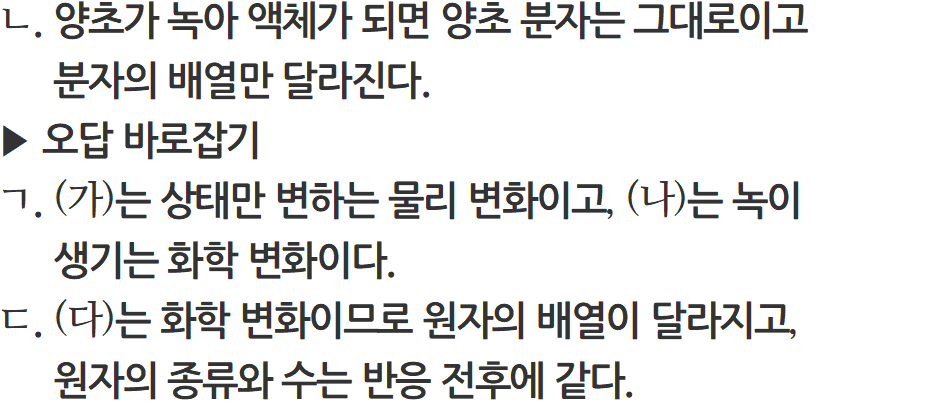 ㄴ. 양초가 녹아 액체가 되면 양초 분자는 그대로이고
분자의 배열만 달라진다.
▶ 오답 바로잡기
ㄱ. (가)는 상태만 변하는 물리 변화이고, (나)는 녹이
생기는 화학 변화이다.
ㄷ. (다)는 화학 변화이므로 원자의 배열이 달라지고,
원자의 종류와 수는 반응 전후에 같다.